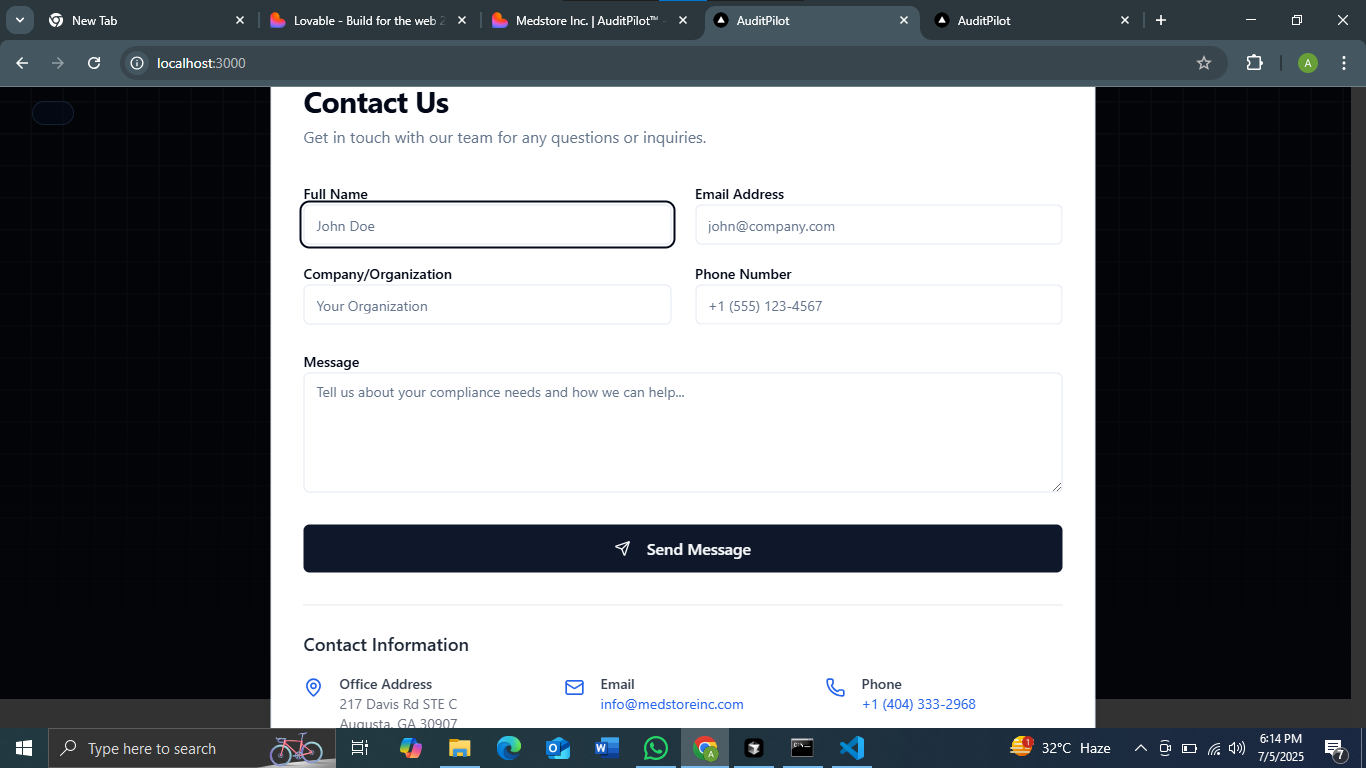 New Tab
Lovable - Build for the web 2
Medstore Inc. | AuditPilot™ -
AuditPilot
AuditPilot
localhost:3000
A
Contact Us
Get in touch with our team for any questions or inquiries.
Full Name
Email Address
John Doe
john@company.com
Company/Organization
Phone Number
Your Organization
+1 (555) 123-4567
Message
Tell us about your compliance needs and how we can help...
Send Message
Contact Information
Office Address
Email
Phone
217 Davis Rd STE C
info@medstoreinc.com
+1 (404) 333-2968
Augusta, GA 30907
Type here to search
1
32°C Haze
6:14 PM
7/5/2025
7